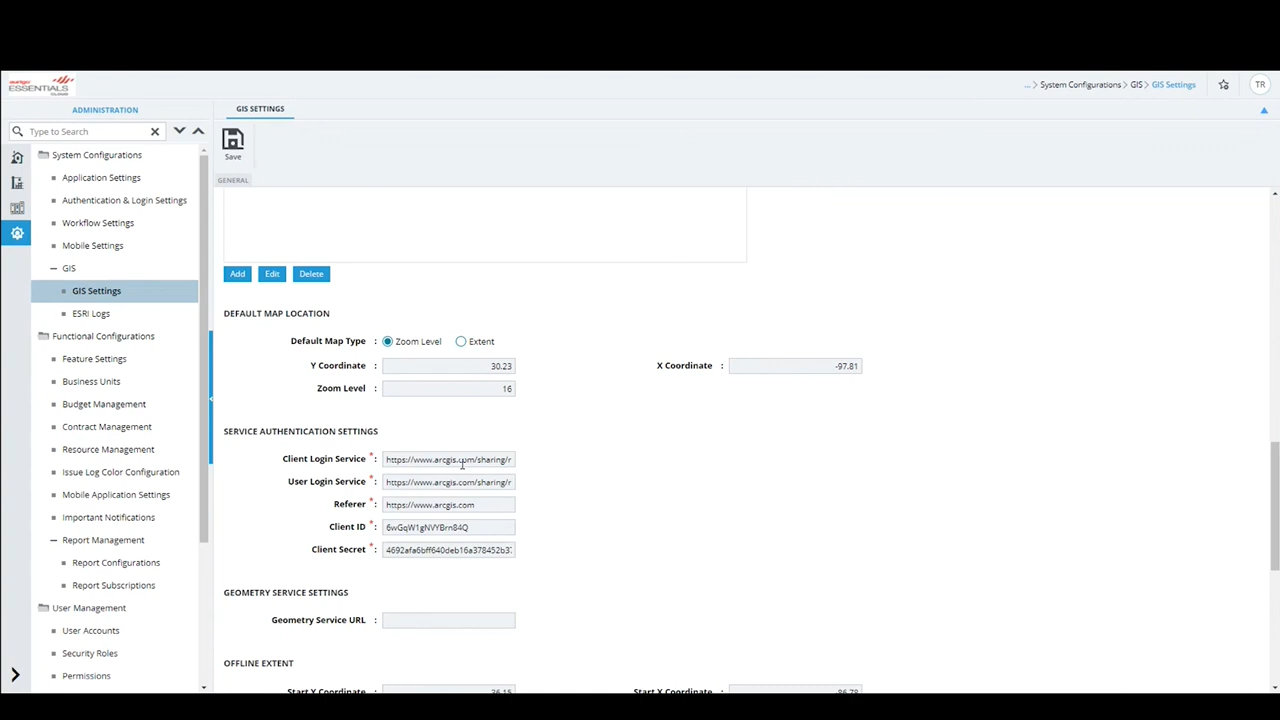 ESSENTIALS
... > System Configurations > GIS > GIS Settings
TR
ADMINISTRATION
Type to Search
System Configurations
Application Settings
Authentication & Login Settings
Workflow Settings
Mobile Settings
GIS
GIS Settings
ESRI Logs
Functional Configurations
Feature Settings
Business Units
Budget Management
Contract Management
Resource Management
Issue Log Color Configuration
Mobile Application Settings
Important Notifications
Report Management
Report Configurations
Report Subscriptions
User Management
User Accounts
Security Roles
Permissions
GIS SETTINGS
Save
GENERAL
Add Edit Delete
DEFAULT MAP LOCATION
Default Map Type : Zoom Level Extent
Y Coordinate : 30.23 X Coordinate : -97.81
Zoom Level : 16
SERVICE AUTHENTICATION SETTINGS
Client Login Service * : https://www.arcgis.com/sharing/r
User Login Service * : https://www.arcgis.com/sharing/r
Referer * : https://www.arcgis.com
Client ID * : 6wGqW1gNVYBrn84Q
Client Secret * : 4692afa6bff640deb16a378452b37
GEOMETRY SERVICE SETTINGS
Geometry Service URL :
OFFLINE EXTENT
Start Y Coordinate : 36.15 Start X Coordinate : -86.78